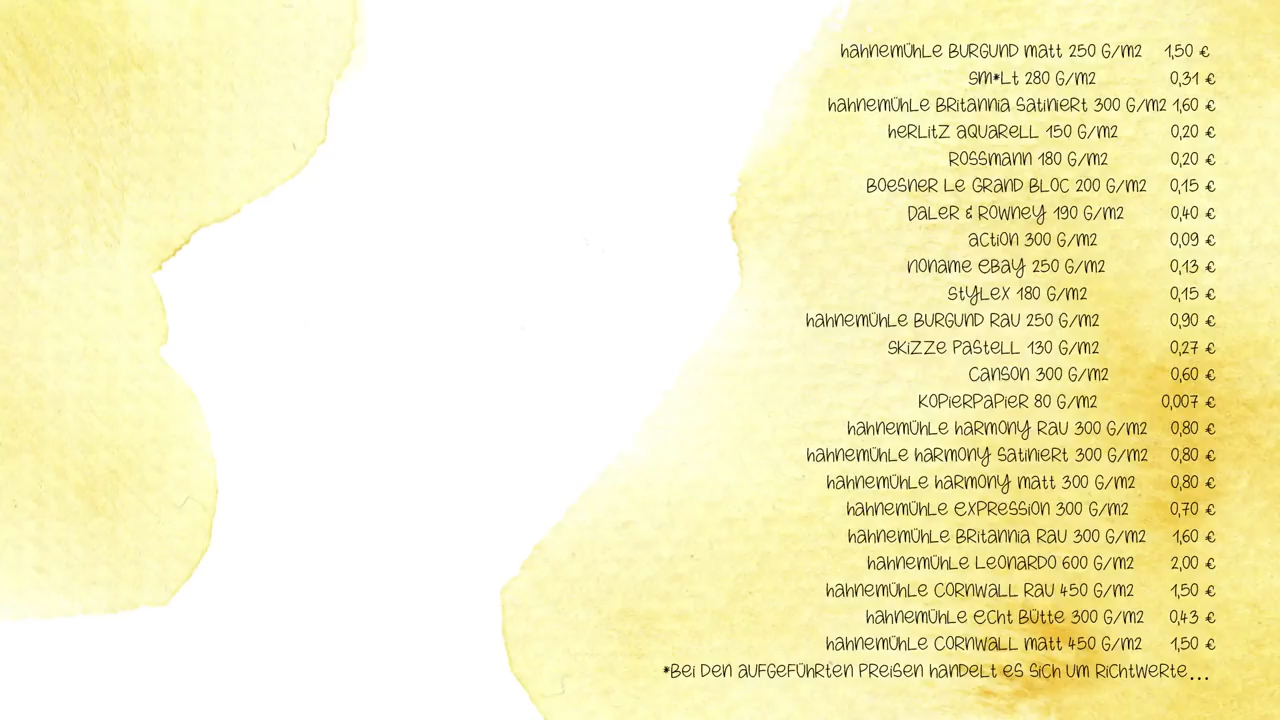 Hahnemühle Burgund matt 250 g/m2 1,50 €
SM*LT 280 g/m2 0,31 €
Hahnemühle Britannia satiniert 300 g/m2 1,60 €
Herlitz Aquarell 150 g/m2 0,20 €
Rossmann 180 g/m2 0,20 €
Boesner Le Grand Bloc 200 g/m2 0,15 €
Daler & Rowney 190 g/m2 0,40 €
Action 300 g/m2 0,09 €
Noname ebay 250 g/m2 0,13 €
Stylex 180 g/m2 0,15 €
Hahnemühle Burgund rau 250 g/m2 0,90 €
Skizze Pastell 130 g/m2 0,27 €
Canson 300 g/m2 0,60 €
Kopierpapier 80 g/m2 0,007 €
Hahnemühle Harmony rau 300 g/m2 0,80 €
Hahnemühle Harmony satiniert 300 g/m2 0,80 €
Hahnemühle Harmony matt 300 g/m2 0,80 €
Hahnemühle Expression 300 g/m2 0,70 €
Hahnemühle Britannia rau 300 g/m2 1,60 €
Hahnemühle Leonardo 600 g/m2 2,00 €
Hahnemühle Cornwall rau 450 g/m2 1,50 €
Hahnemühle Echt Bütte 300 g/m2 0,43 €
Hahnemühle Cornwall matt 450 g/m2 1,50 €
*Bei den aufgeführten Preisen handelt es sich um Richtwerte...